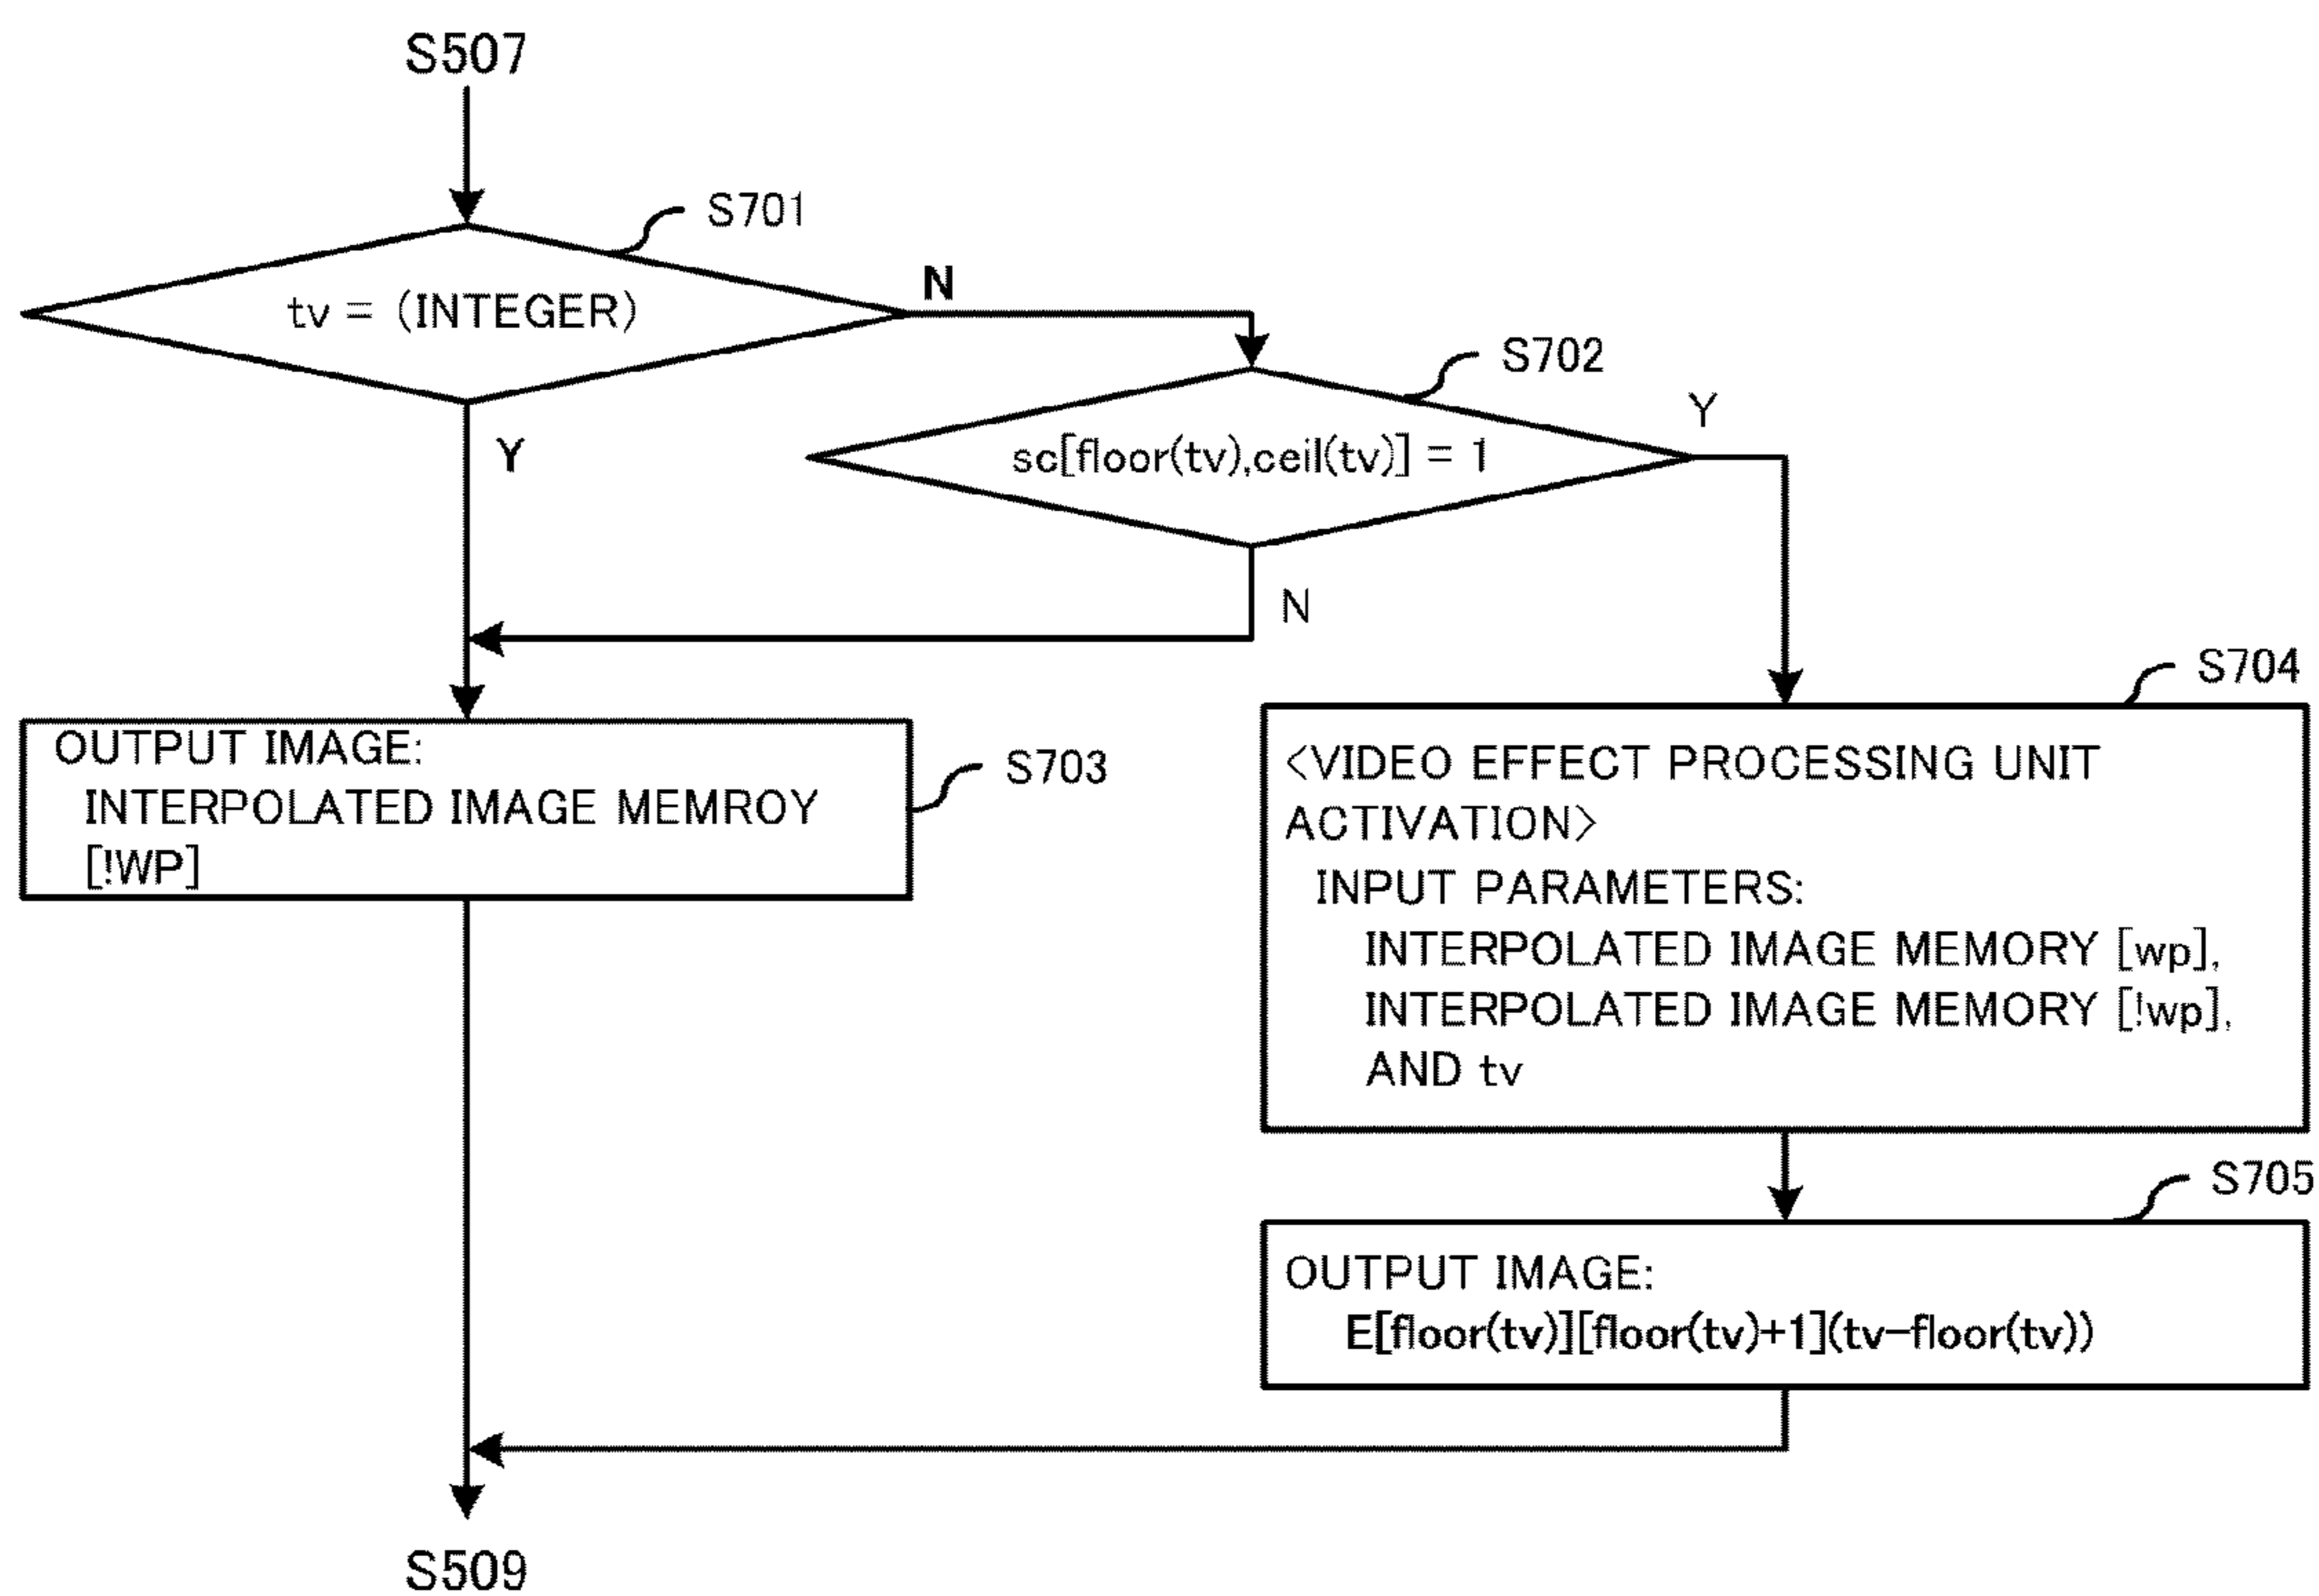 S507
S701
tv = (INTEGER)
N
S702
Y
sc[floor(tv),ceil(tv)] = 1
Y
N
S704
OUTPUT IMAGE:
INTERPOLATED IMAGE MEMROY
[!WP]
S703
<VIDEO EFFECT PROCESSING UNIT
ACTIVATION>
INPUT PARAMETERS:
INTERPOLATED IMAGE MEMORY [wp],
INTERPOLATED IMAGE MEMORY [!wp],
AND tv
S705
OUTPUT IMAGE:
E[floor(tv)][floor(tv)+1](tv-floor(tv))
S509